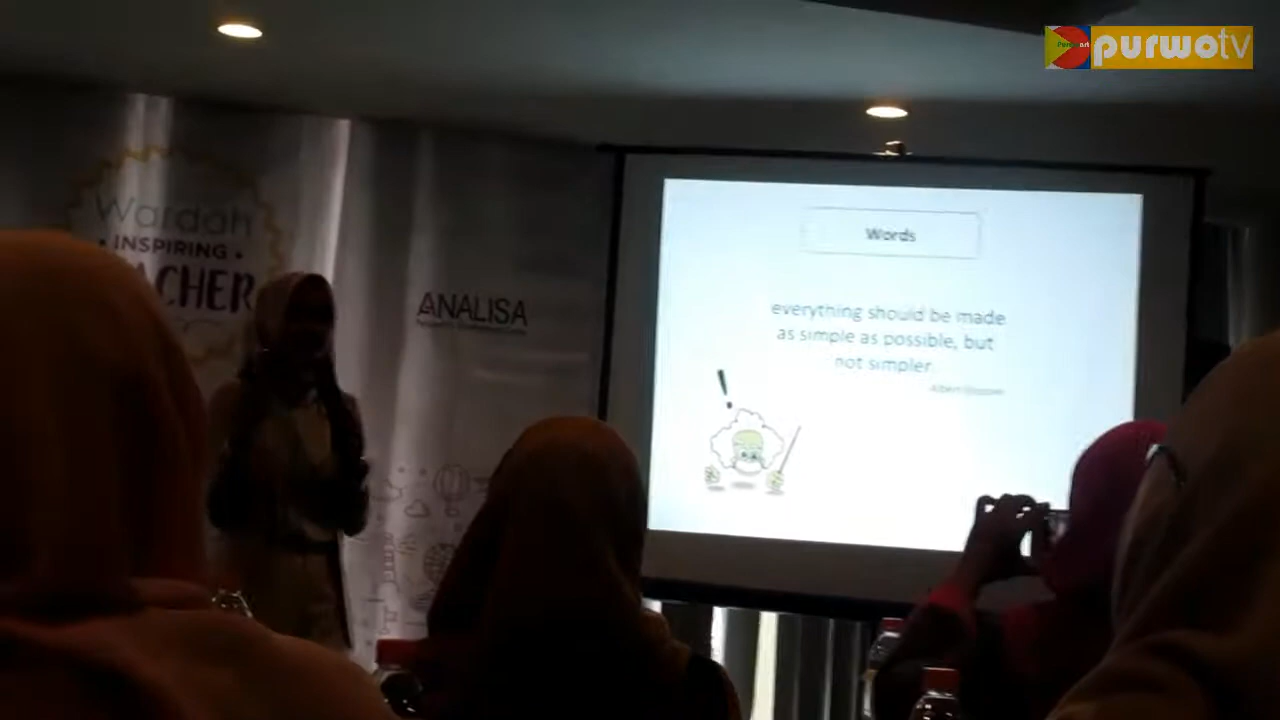 purwotv
Wardah
• INSPIRING •
ACHER
ANALISA
Words
everything should be made
as simple as possible, but
not simpler.